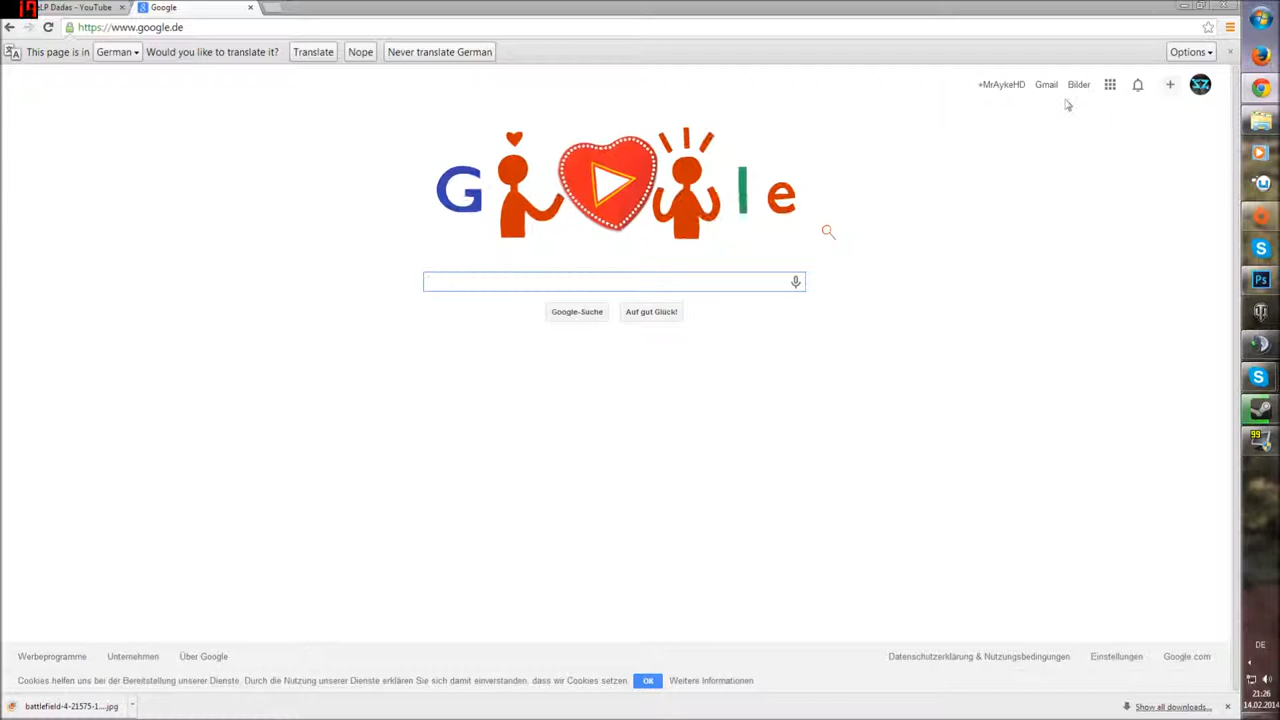 LP Dadas - YouTube
Google
https://www.google.de
This page is in German Would you like to translate it? Translate Nope Never translate German Options
+MrAykeHD Gmail Bilder
G le
Google-Suche Auf gut Glück!
Ps
S
S
99
DE
Werbeprogramme Unternehmen Über Google Datenschutzerklärung & Nutzungsbedingungen Einstellungen Google.com
Cookies helfen uns bei der Bereitstellung unserer Dienste. Durch die Nutzung unserer Dienste erklären Sie sich damit einverstanden, dass wir Cookies setzen. OK Weitere Informationen
21:26
battlefield-4-21575-1....jpg Show all downloads...
14.02.2014